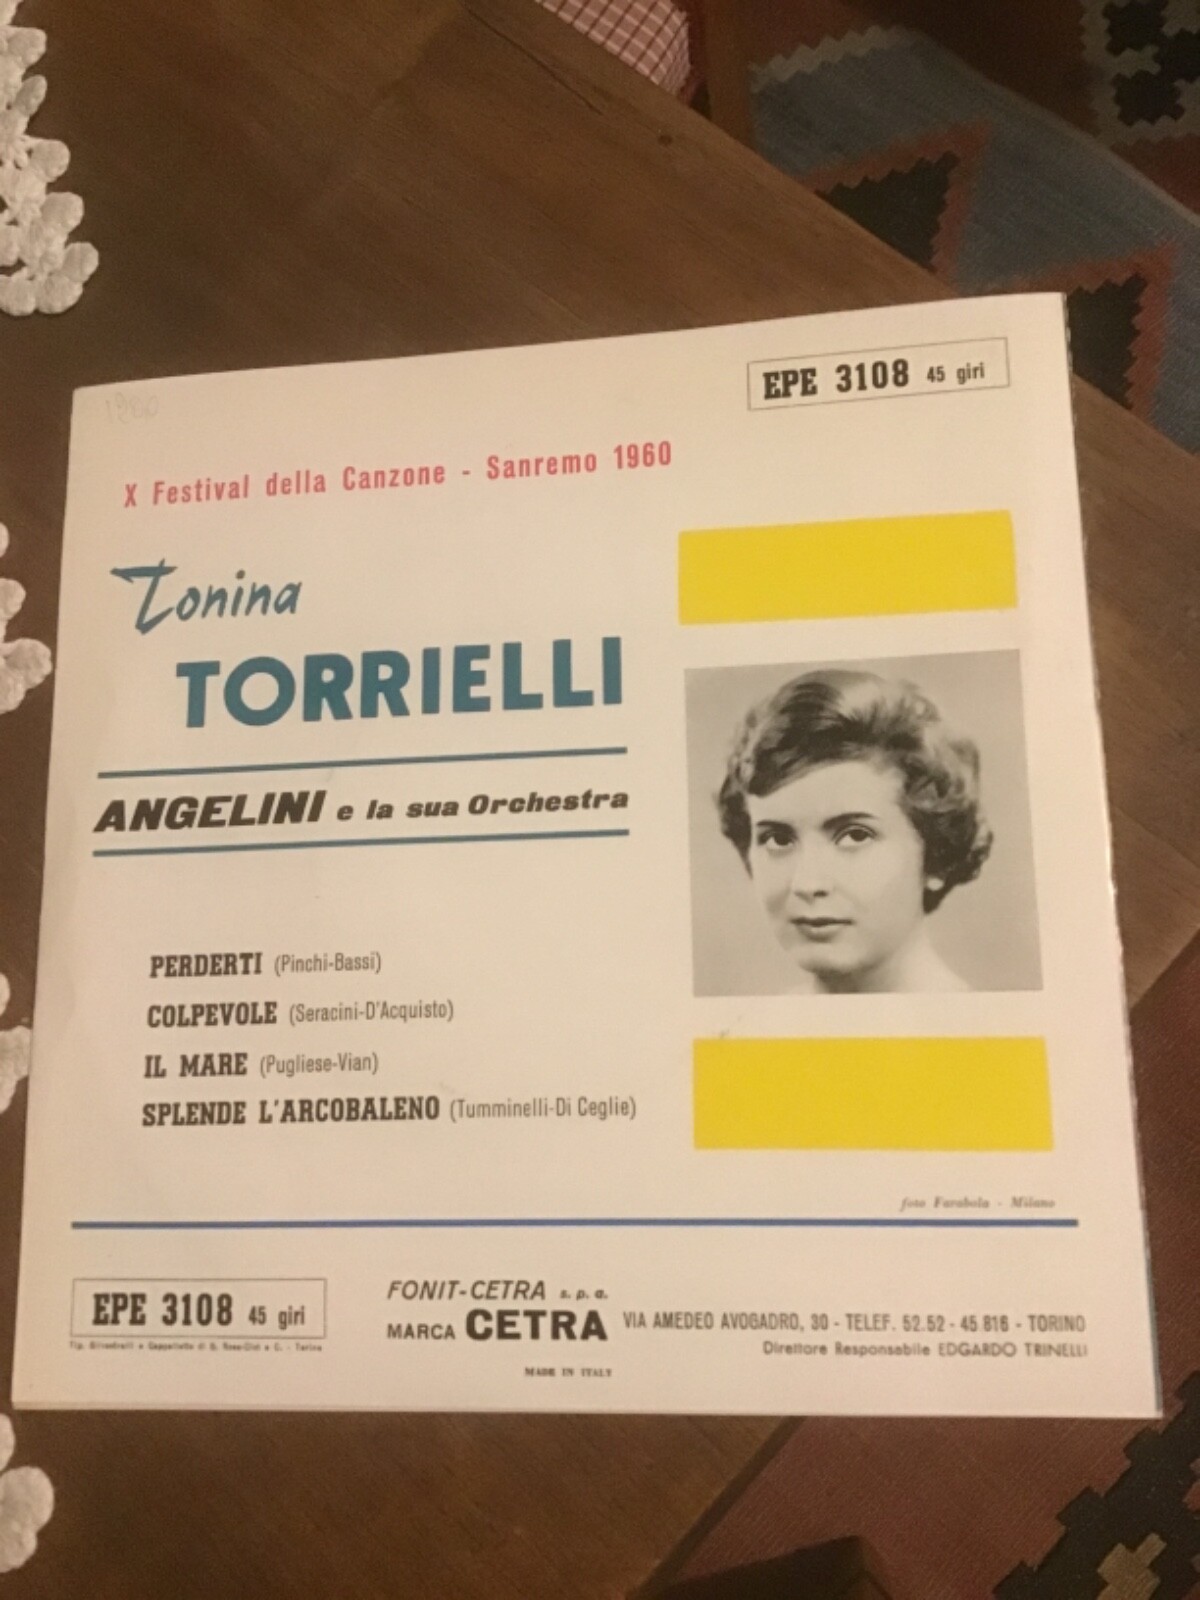 1960
EPE 3108 45 giri
X Festival della Canzone - Sanremo 1960
Tonina
TORRIELLI
ANGELINI e la sua Orchestra
PERDERTI (Pinchi-Bassi)
COLPEVOLE (Seracini-D'Acquisto)
IL MARE (Pugliese-Vian)
SPLENDE L'ARCOBALENO (Tumminelli-Di Ceglie)
foto Farabola - Milano
EPE 3108 45 giri
FONIT-CETRA s. p. a.
MARCA CETRA VIA AMEDEO AVOGADRO, 30 - TELEF. 52.52 - 45 816 - TORINO
Direttore Responsabile EDGARDO TRINELLI
MADE IN ITALY